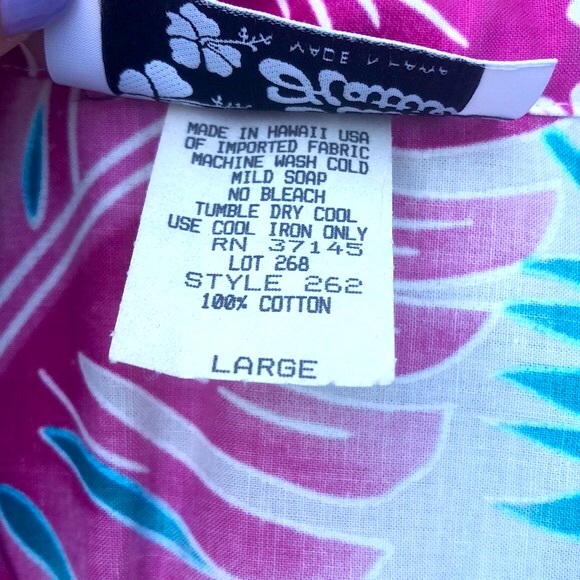 MADE IN HAWAII USA
OF IMPORTED FABRIC
MACHINE WASH COLD
MILD SOAP
NO BLEACH
TUMBLE DRY COOL
USE COOL IRON ONLY
RN 37145
LOT 268
STYLE 262
100% COTTON
LARGE